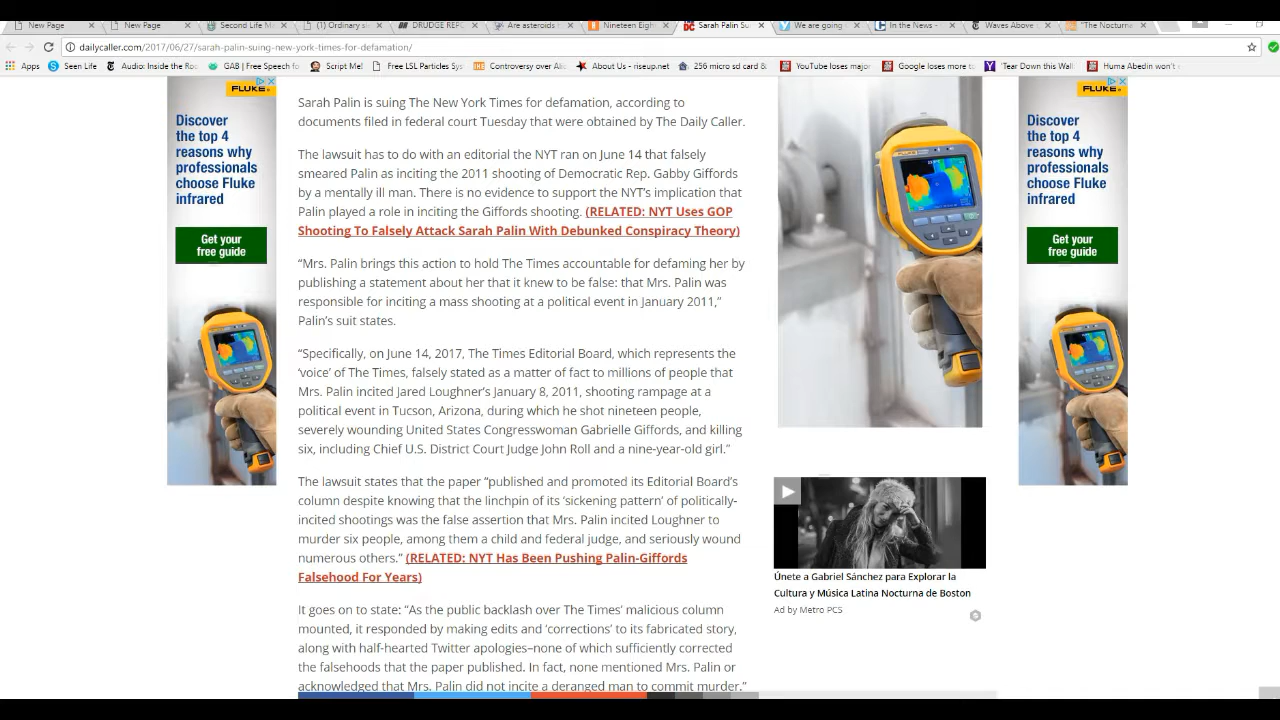 New Page
New Page
Second Life M
(1) Ordinary s
DRUDGE REPO
Are asteroids
Nineteen Eigh
Sarah Palin Su
We are going
In the News -
Waves Above
"The Nocturne
dailycaller.com/2017/06/27/sarah-palin-suing-new-york-times-for-defamation/
Apps
Seen Life
Audio: Inside the Ro
GAB | Free Speech fo
Script Me!
Free LSL Particles Sys
Controversy over Ali
About Us - riseup.net
256 micro sd card &
YouTube loses major
Google loses more to
'Tear Down this Wall
Huma Abedin won't
FLUKE
Discover
the top 4
reasons why
professionals
choose Fluke
infrared
Get your
free guide
Sarah Palin is suing The New York Times for defamation, according to
documents filed in federal court Tuesday that were obtained by The Daily Caller.
The lawsuit has to do with an editorial the NYT ran on June 14 that falsely
smeared Palin as inciting the 2011 shooting of Democratic Rep. Gabby Giffords
by a mentally ill man. There is no evidence to support the NYT's implication that
Palin played a role in inciting the Giffords shooting. (RELATED: NYT Uses GOP
Shooting To Falsely Attack Sarah Palin With Debunked Conspiracy Theory)
“Mrs. Palin brings this action to hold The Times accountable for defaming her by
publishing a statement about her that it knew to be false: that Mrs. Palin was
responsible for inciting a mass shooting at a political event in January 2011,”
Palin's suit states.
“Specifically, on June 14, 2017, The Times Editorial Board, which represents the
‘voice’ of The Times, falsely stated as a matter of fact to millions of people that
Mrs. Palin incited Jared Loughner's January 8, 2011, shooting rampage at a
political event in Tucson, Arizona, during which he shot nineteen people,
severely wounding United States Congresswoman Gabrielle Giffords, and killing
six, including Chief U.S. District Court Judge John Roll and a nine-year-old girl.”
The lawsuit states that the paper “published and promoted its Editorial Board's
column despite knowing that the linchpin of its ‘sickening pattern’ of politically-
incited shootings was the false assertion that Mrs. Palin incited Loughner to
murder six people, among them a child and federal judge, and seriously wound
numerous others.” (RELATED: NYT Has Been Pushing Palin-Giffords
Falsehood For Years)
It goes on to state: “As the public backlash over The Times’ malicious column
mounted, it responded by making edits and ‘corrections’ to its fabricated story,
along with half-hearted Twitter apologies–none of which sufficiently corrected
the falsehoods that the paper published. In fact, none mentioned Mrs. Palin or
acknowledged that Mrs. Palin did not incite a deranged man to commit murder.”
Únete a Gabriel Sánchez para Explorar la
Cultura y Música Latina Nocturna de Boston
Ad by Metro PCS
FLUKE
Discover
the top 4
reasons why
professionals
choose Fluke
infrared
Get your
free guide